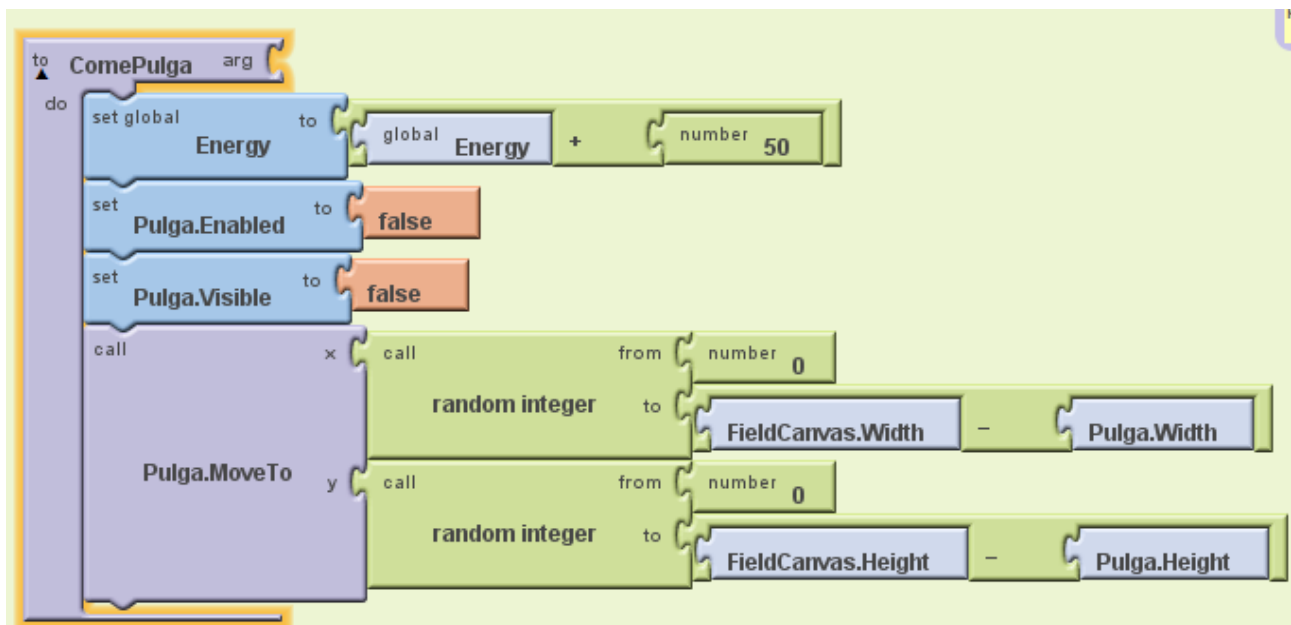 to ComePulga arg
do
set global Energy to global Energy + number 50
set Pulga.Enabled to false
set Pulga.Visible to false
call Pulga.MoveTo
x call random integer from number 0
to FieldCanvas.Width - Pulga.Width
y call random integer from number 0
to FieldCanvas.Height - Pulga.Height